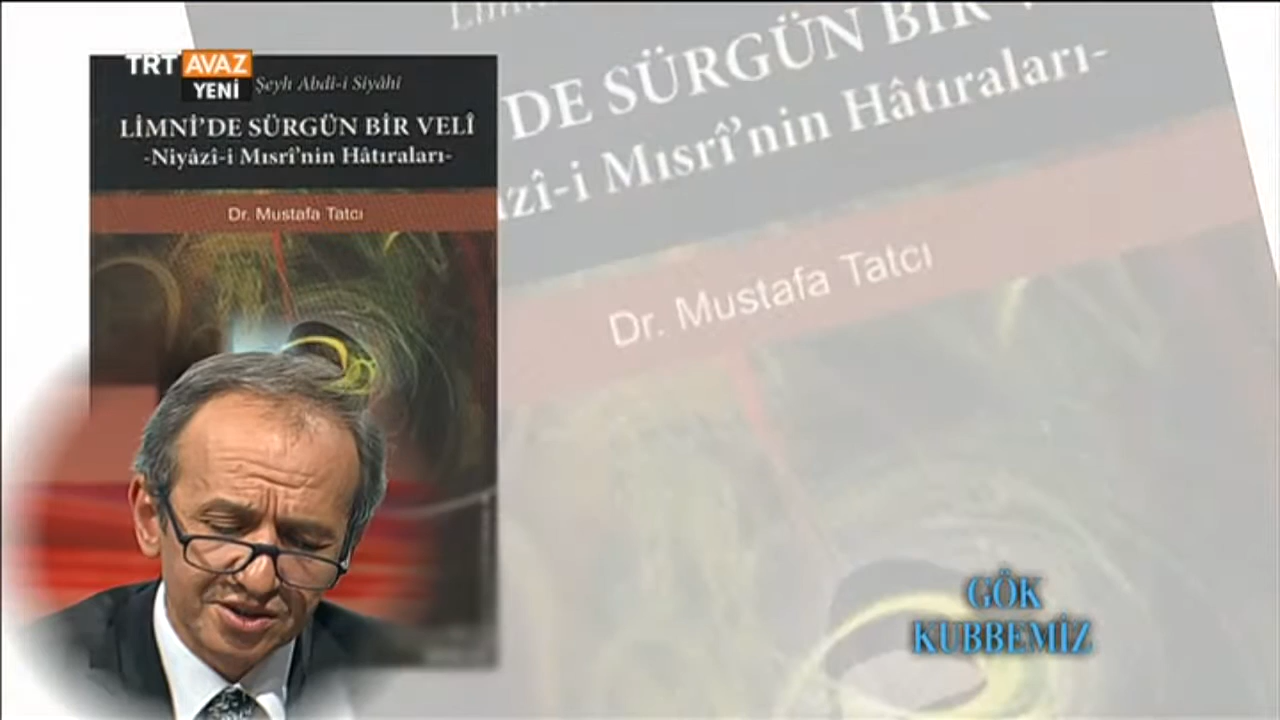 TRT AVAZ
YENİ
Şeyh Abdî-i Siyâhî
LİMNİ'DE SÜRGÜN BİR VELÎ
-Niyâzî-i Mısrî'nin Hâtıraları-
Dr. Mustafa Tatcı
DE SÜRGÜN BİR V
zî-i Mısrî'nin Hâtıraları-
Dr. Mustafa Tatcı
GÖK
KUBBEMİZ